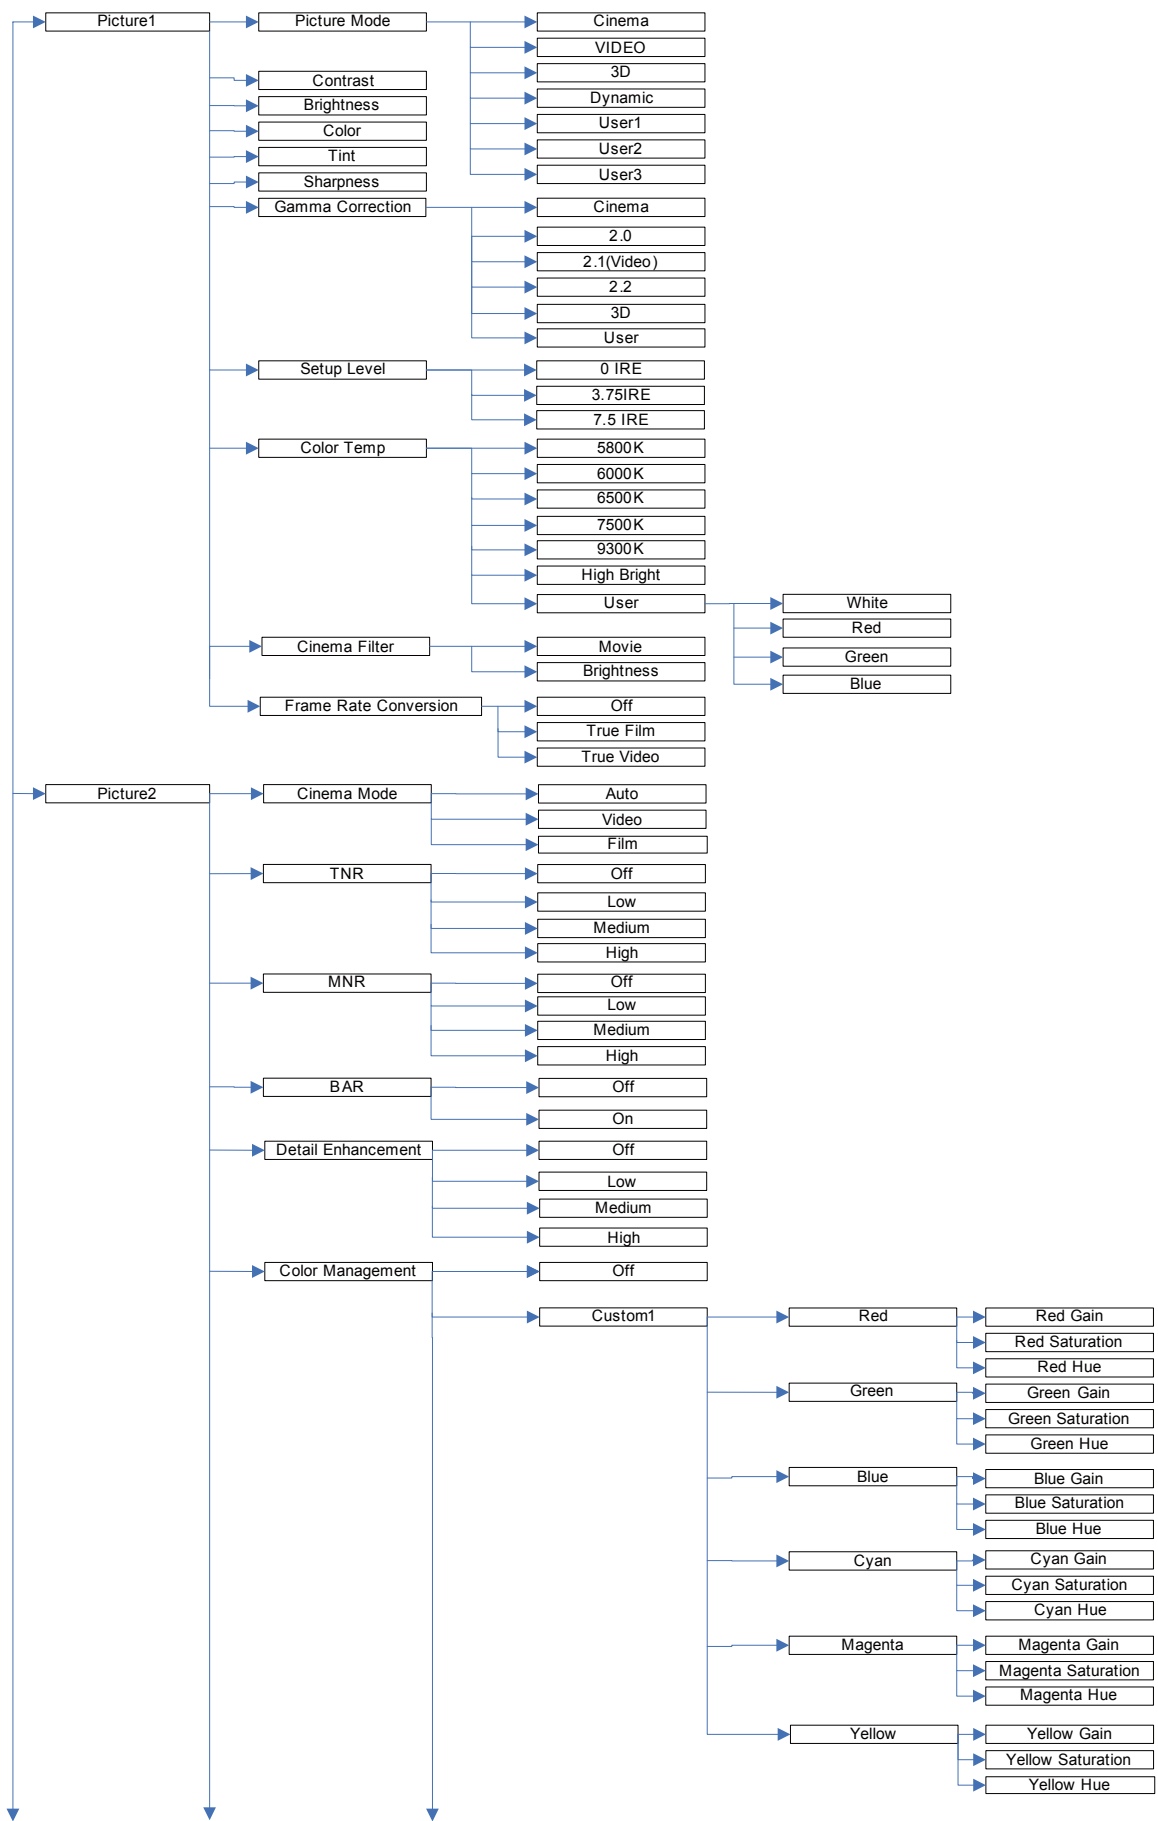 Picture1
Picture Mode
Cinema
VIDEO
3D
Dynamic
User1
User2
User3
Contrast
Brightness
Color
Tint
Sharpness
Gamma Correction
Cinema
2.0
2.1(Video)
2.2
3D
User
Setup Level
0 IRE
3.75IRE
7.5 IRE
Color Temp
5800K
6000K
6500K
7500K
9300K
High Bright
User
White
Red
Green
Blue
Cinema Filter
Movie
Brightness
Frame Rate Conversion
Off
True Film
True Video
Picture2
Cinema Mode
Auto
Video
Film
TNR
Off
Low
Medium
High
MNR
Off
Low
Medium
High
BAR
Off
On
Detail Enhancement
Off
Low
Medium
High
Color Management
Off
Custom1
Red
Red Gain
Red Saturation
Red Hue
Green
Green Gain
Green Saturation
Green Hue
Blue
Blue Gain
Blue Saturation
Blue Hue
Cyan
Cyan Gain
Cyan Saturation
Cyan Hue
Magenta
Magenta Gain
Magenta Saturation
Magenta Hue
Yellow
Yellow Gain
Yellow Saturation
Yellow Hue